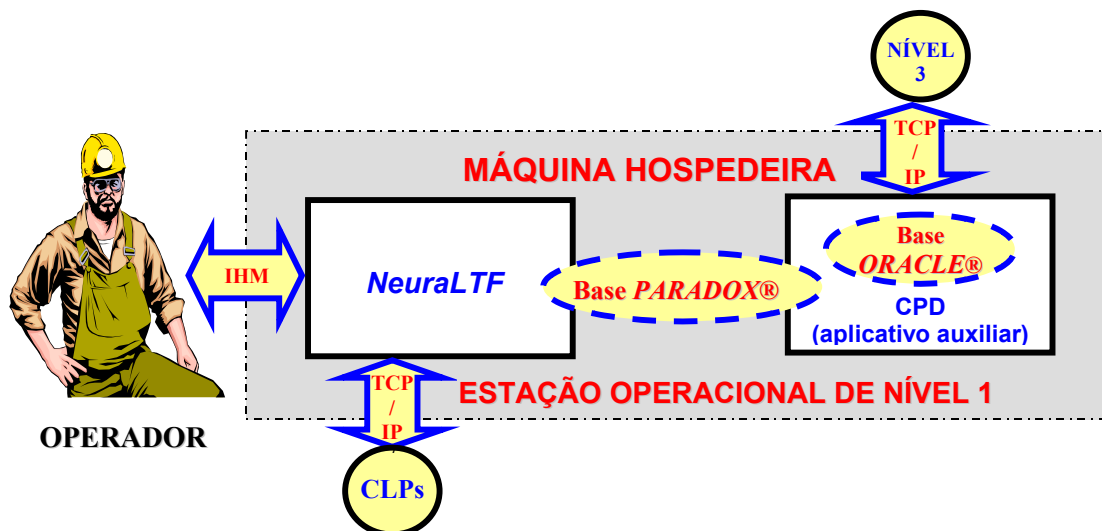 NÍVEL
3
TCP
/
IP
MÁQUINA HOSPEDEIRA
IHM
NeuraLTF
Base PARADOX®
Base
ORACLE®
CPD
(aplicativo auxiliar)
TCP
/
IP
ESTAÇÃO OPERACIONAL DE NÍVEL 1
OPERADOR
CLPs